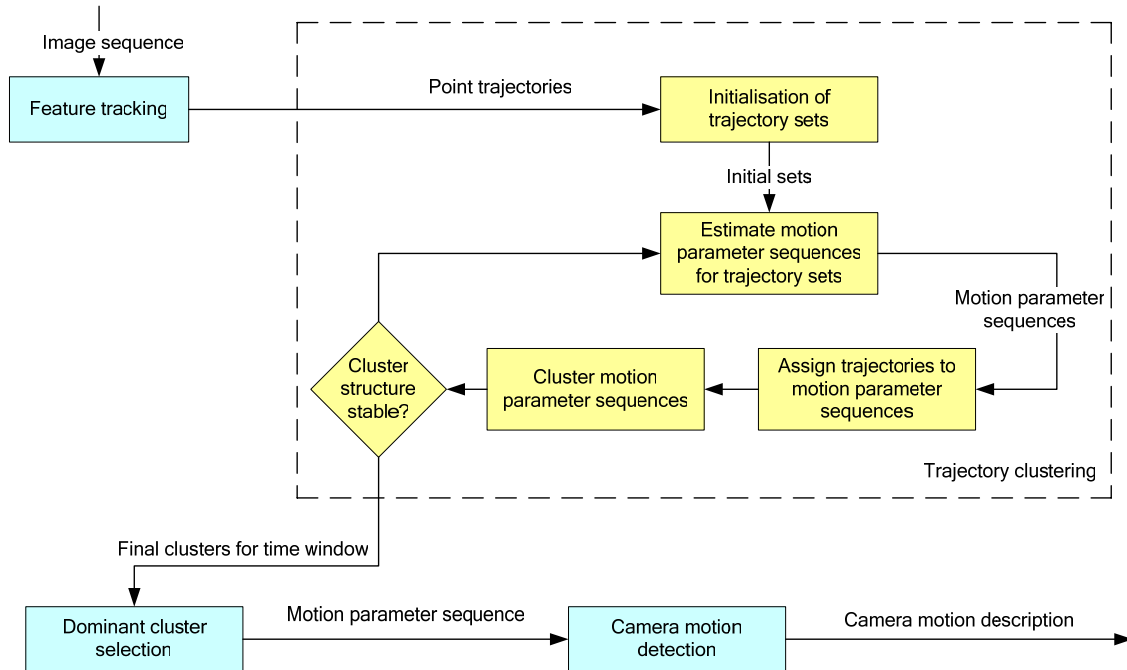 Image sequence
Feature tracking
Point trajectories
Initialisation of
trajectory sets
Initial sets
Estimate motion
parameter sequences
for trajectory sets
Motion parameter
sequences
Assign trajectories to
motion parameter
sequences
Cluster motion
parameter sequences
Cluster
structure
stable?
Trajectory clustering
Final clusters for time window
Dominant cluster
selection
Motion parameter sequence
Camera motion
detection
Camera motion description